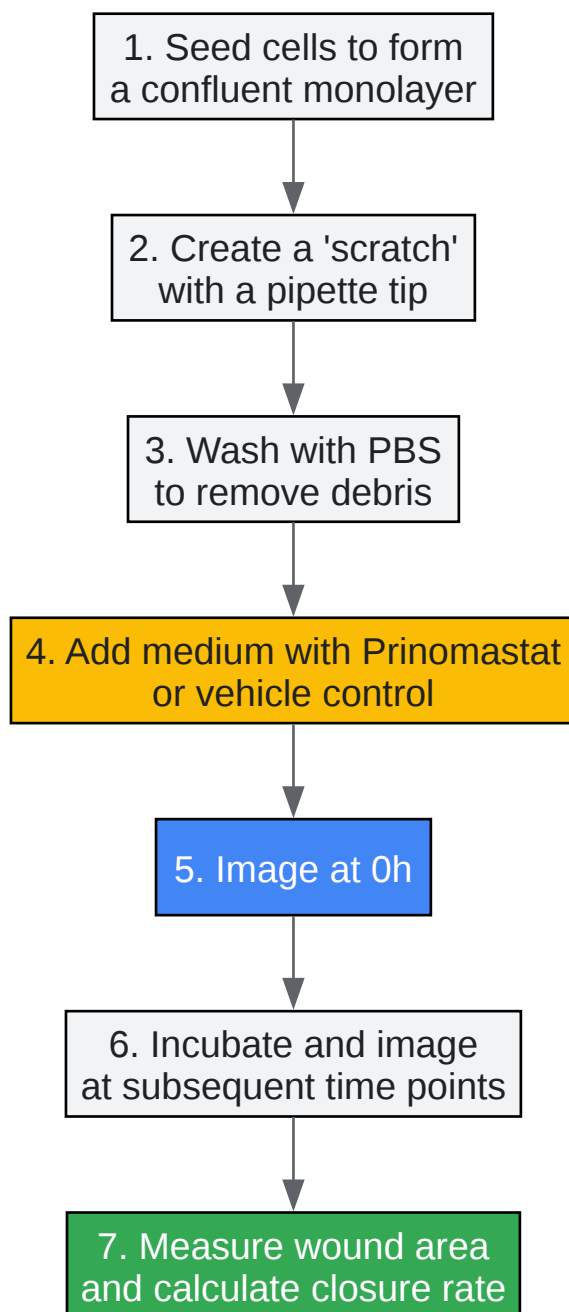 1. Seed cells to form
a confluent monolayer
2. Create a 'scratch'
with a pipette tip
3. Wash with PBS
to remove debris
4. Add medium with Prinomastat
or vehicle control
5. Image at 0h
6. Incubate and image
at subsequent time points
7. Measure wound area
and calculate closure rate